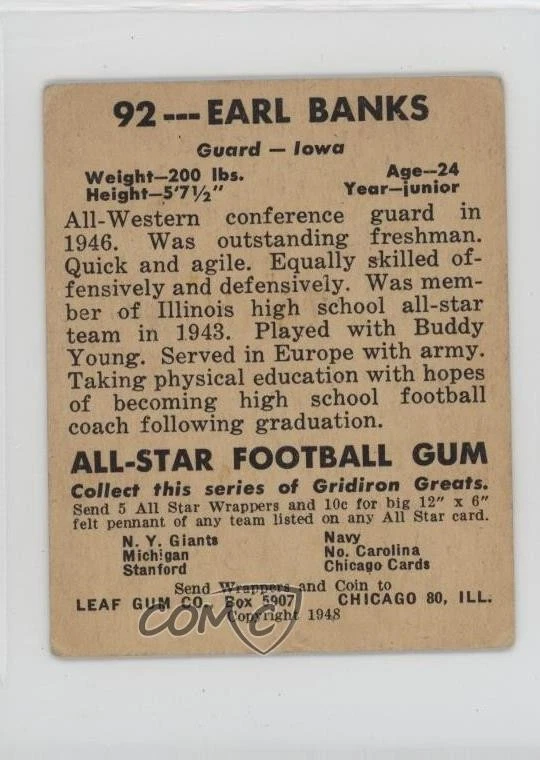 92---EARL BANKS
Guard — Iowa
Weight—200 lbs.
Age—24
Height—5'7½"
Year—junior
All-Western conference guard in
1946. Was outstanding freshman.
Quick and agile. Equally skilled of-
fensively and defensively. Was mem-
ber of Illinois high school all-star
team in 1943. Played with Buddy
Young. Served in Europe with army.
Taking physical education with hopes
of becoming high school football
coach following graduation.
ALL-STAR FOOTBALL GUM
Collect this series of Gridiron Greats.
Send 5 All Star Wrappers and 10c for big 12" x 6"
felt pennant of any team listed on any All Star card.
N. Y. Giants
Navy
Michigan
No. Carolina
Stanford
Chicago Cards
Send Wrappers and Coin to
LEAF GUM CO., Box 5907, CHICAGO 80, ILL.
Copyright 1948
COMC